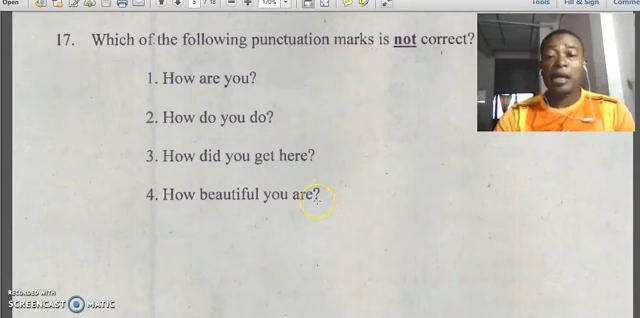 Open
5
/ 18
170%
Tools
Fill & Sign
Comme
17. Which of the following punctuation marks is not correct?
1. How are you?
2. How do you do?
3. How did you get here?
4. How beautiful you are?
RECORDED WITH
SCREENCAST MATIC